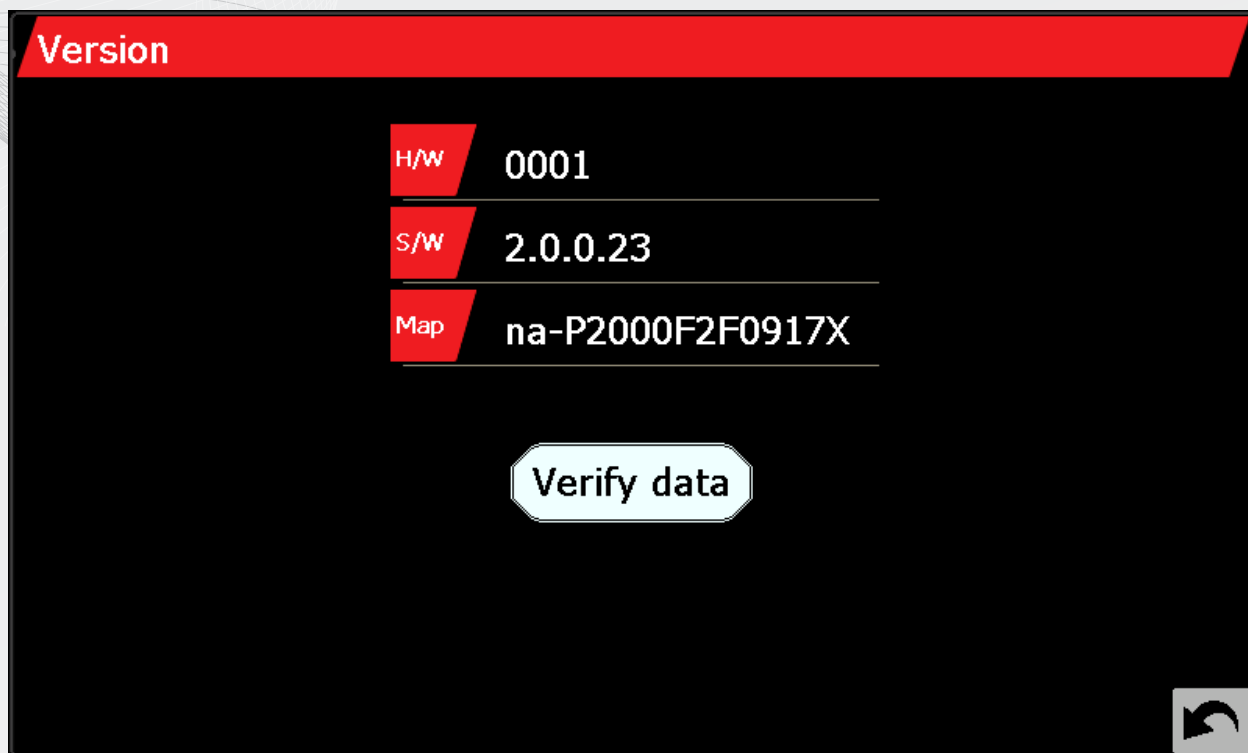 Version
H/W 0001
S/W 2.0.0.23
Map na-P2000F2F0917X
Verify data